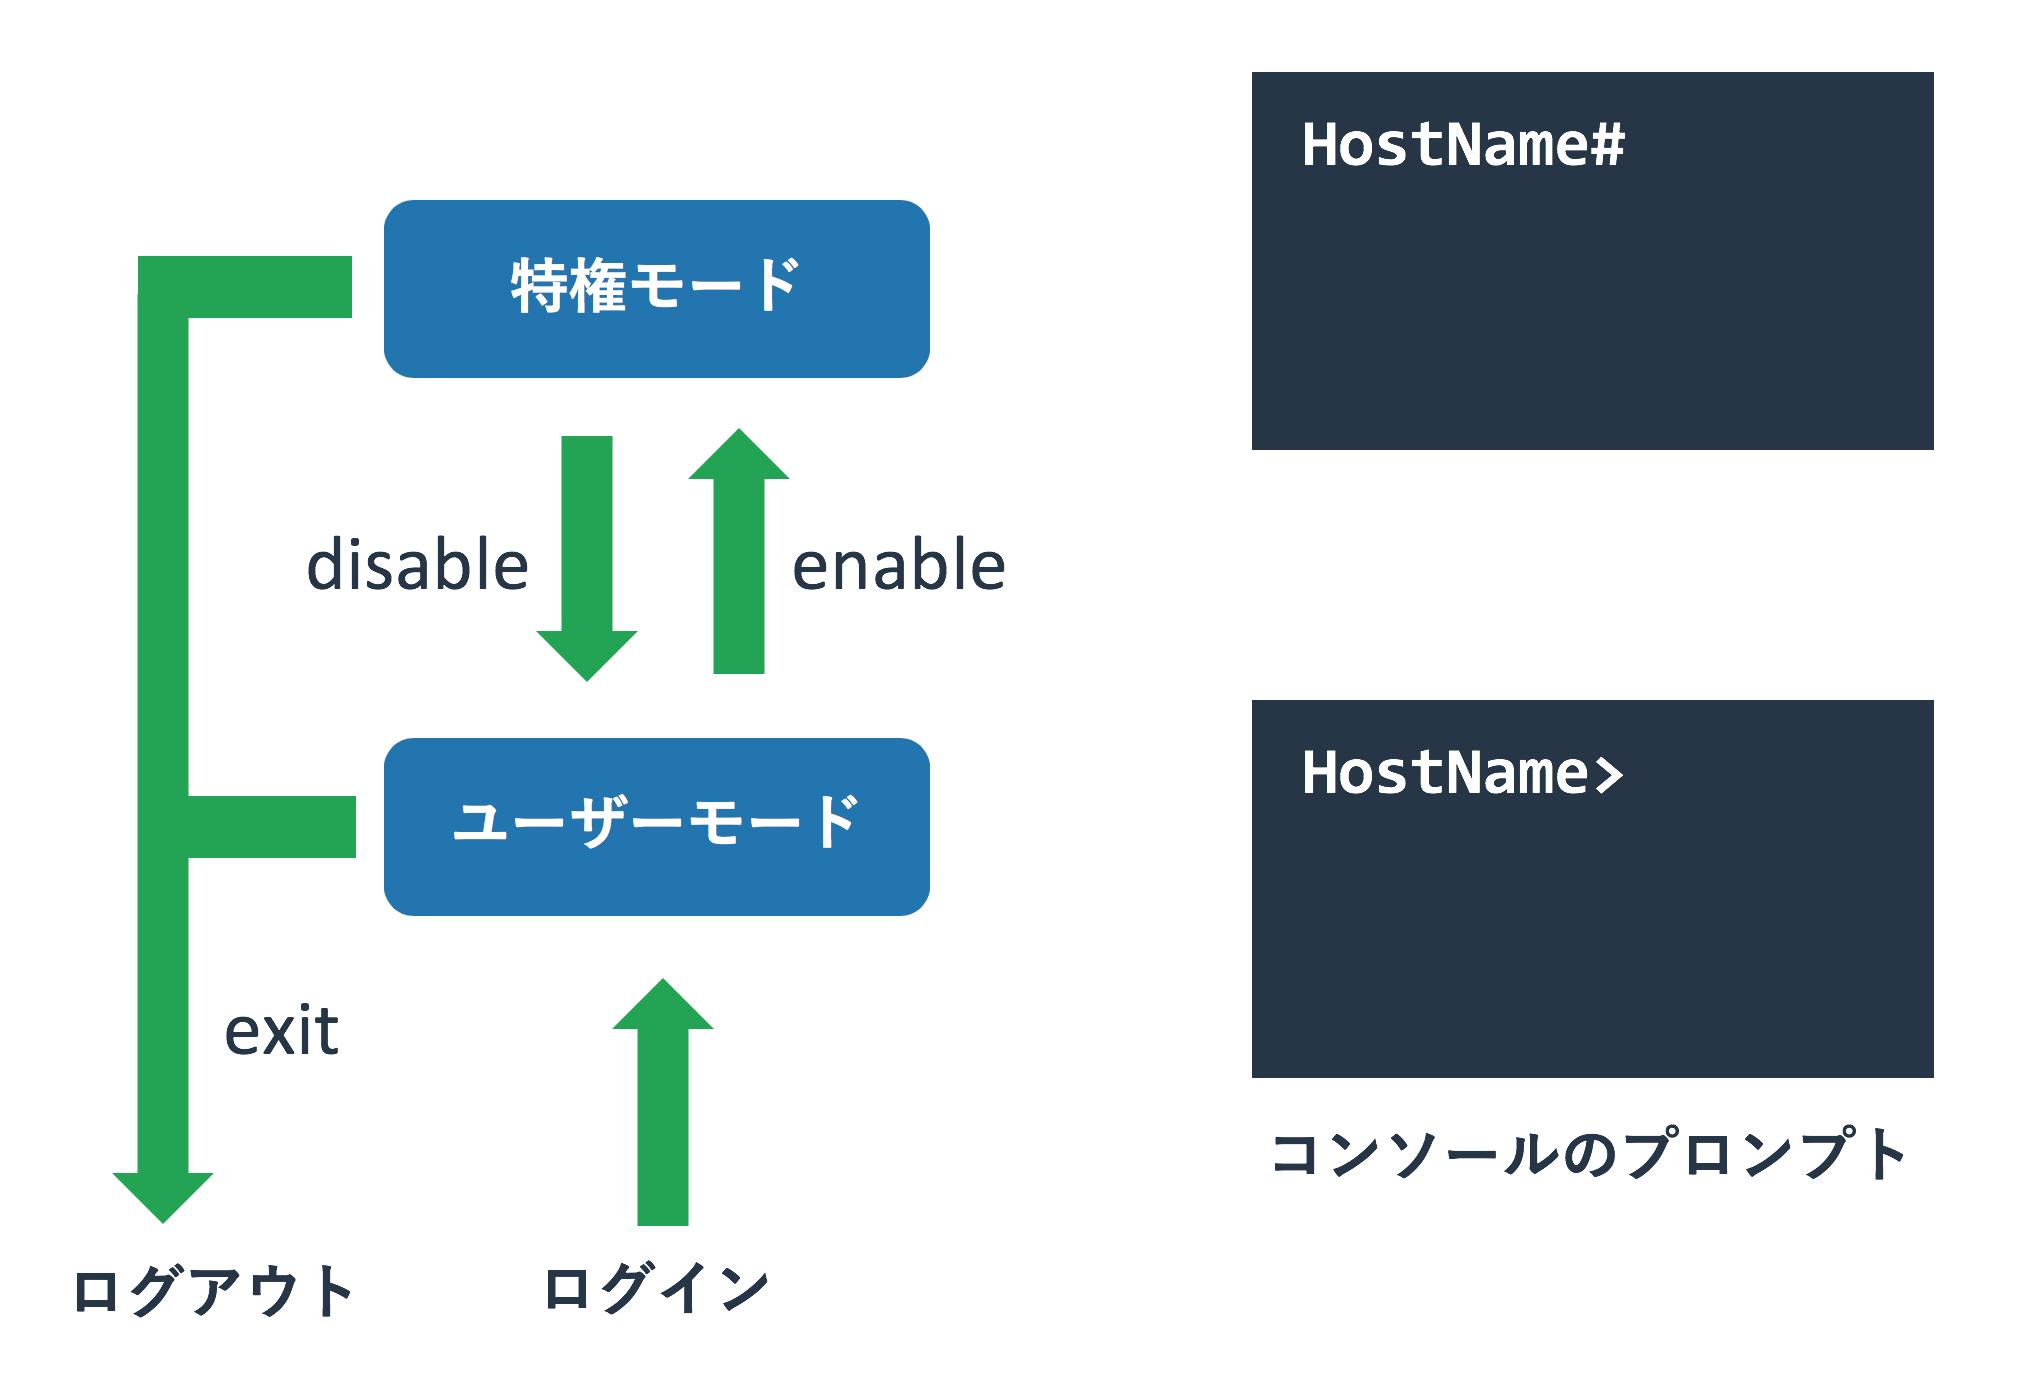 HostName#
特権モード
disable
enable
HostName>
ユーザーモード
exit
コンソールのプロンプト
ログアウト
ログイン